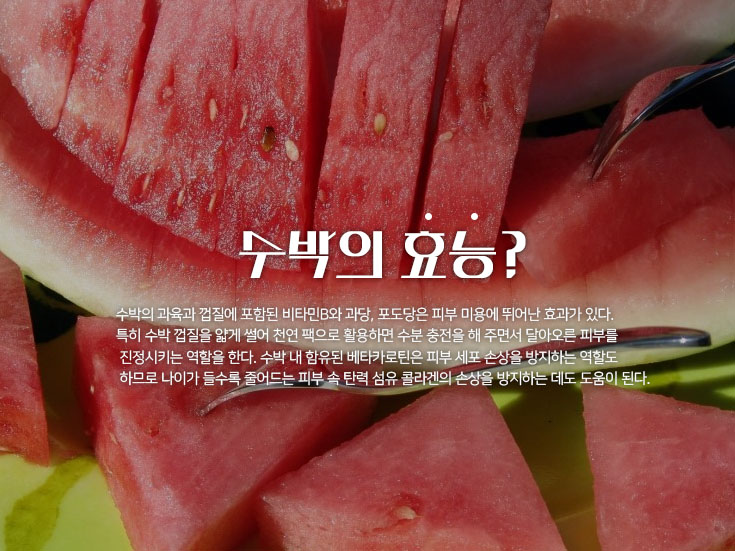 수박의 효능?
수박의 과육과 껍질에 포함된 비타민B와 과당, 포도당은 피부 미용에 뛰어난 효과가 있다.
특히 수박 껍질을 얇게 썰어 천연 팩으로 활용하면 수분 충전을 해 주면서 달아오른 피부를
진정시키는 역할을 한다. 수박 내 함유된 베타카로틴은 피부 세포 손상을 방지하는 역할도
하므로 나이가 들수록 줄어드는 피부 속 탄력 섬유 콜라겐의 손상을 방지하는 데도 도움이 된다.